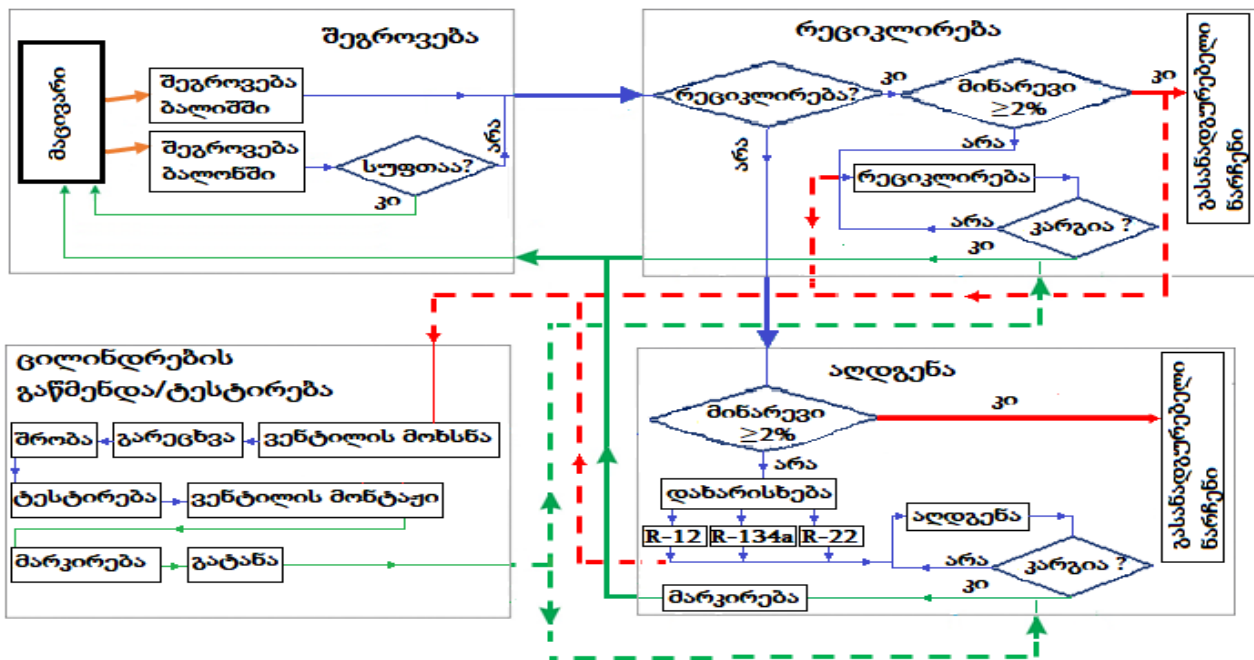 შეგროვება
მაცივარი
შეგროვება
ბალიშში
შეგროვება
ბალონში
სუფთაა?
არა
კი
რეციკლირება
რეციკლირება?
კი
მინარევი
≥2%
კი
არა
არა
რეციკლირება
კარგია ?
არა
კი
გასანადგურებელი
ნარჩენი
ცილინდრების
გაწმენდა/ტესტირება
შრობა
გარეცხვა
ვენტილის მოხსნა
ტესტირება
ვენტილის მონტაჟი
მარკირება
გატანა
აღდგენა
მინარევი
≥2%
კი
არა
დახარისხება
R-12
R-134a
R-22
აღდგენა
არა
კარგია ?
კი
მარკირება
გასანადგურებელი
ნარჩენი